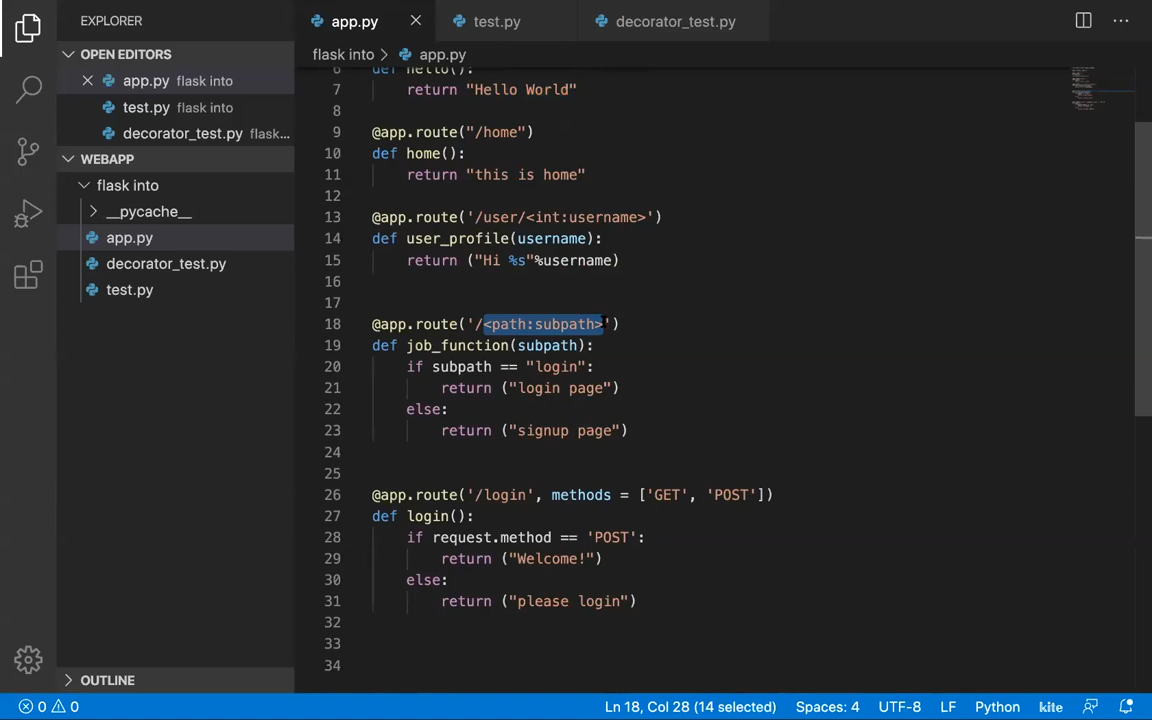 EXPLORER
app.py
test.py
decorator_test.py
OPEN EDITORS
app.py flask into
test.py flask into
decorator_test.py flask...
WEBAPP
flask into
__pycache__
app.py
decorator_test.py
test.py
OUTLINE
flask into > app.py
6 def hello():
7 return "Hello World"
8
9 @app.route("/home")
10 def home():
11 return "this is home"
12
13 @app.route('/user/<int:username>')
14 def user_profile(username):
15 return ("Hi %s"%username)
16
17
18 @app.route('/<path:subpath>')
19 def job_function(subpath):
20 if subpath == "login":
21 return ("login page")
22 else:
23 return ("signup page")
24
25
26 @app.route('/login', methods = ['GET', 'POST'])
27 def login():
28 if request.method == 'POST':
29 return ("Welcome!")
30 else:
31 return ("please login")
32
33
34
0 0 Ln 18, Col 28 (14 selected) Spaces: 4 UTF-8 LF Python kite